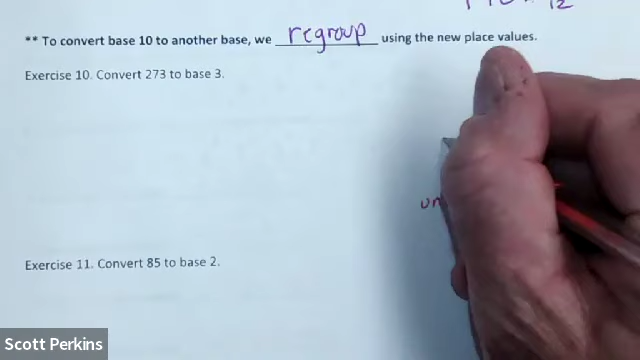 12
** To convert base 10 to another base, we regroup using the new place values.
Exercise 10. Convert 273 to base 3.
Exercise 11. Convert 85 to base 2.
Scott Perkins